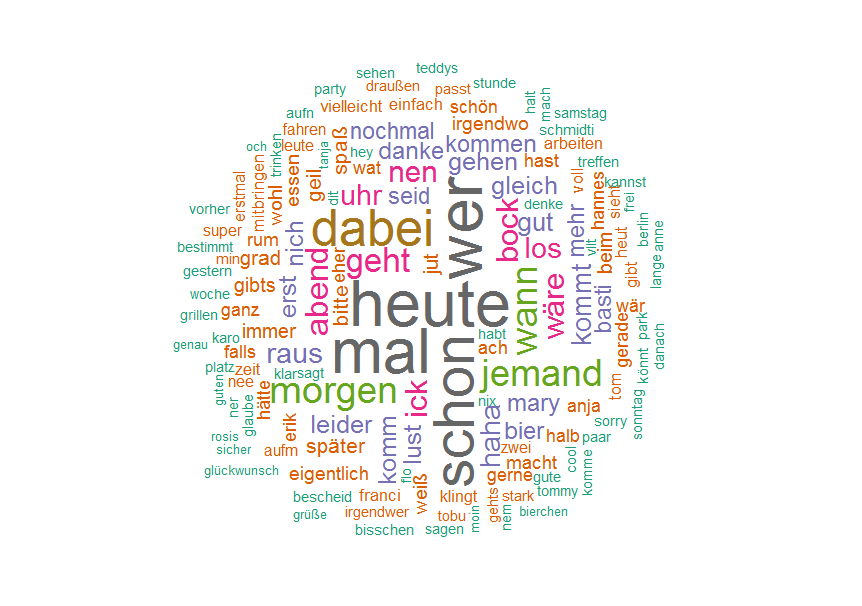 teddys
sehen
stunde
draußen
passt
party
halt
mach
samstag
vielleicht
einfach
schön
aufn
irgendwo
schmidti
fahren
nochmal
kommen
arbeiten
leute
spaß
danke
gehen
hast
treffen
och
trinken
tanja
hey
wat
nen
gleich
voll
kannst
erstmal
mitbringen
wohl
essen
geil
dlt
uhr
seid
wer
bock
denke
hannes
sieht
frei
vorher
dabei
gut
mehr
super
rum
nich
los
vllt
beim
heut
berlin
anne
bestimmt
min
grad
abend
eher
geht
jut
gibt
lange
gestern
gibts
erst
bitte
heute
wann
wäre
kommt
basti
woche
wär
grillen
ganz
immer
gerade
park
karo
mal
schon
habt
ach
könnt
danach
genau
falls
raus
platz
zeit
klar
sagt
jemand
nee
morgen
ick
tom
guten
ner
glaube
hätte
nix
mary
anja
sonntag
leider
lust
haha
bier
halb
sorry
paar
rosis
erik
komm
sicher
aufm
später
zwei
glückwunsch
eigentlich
flo
weiß
macht
cool
komme
gerne
gute
bescheid
franci
klingt
gehts
stark
tommy
grüße
irgendwer
tobu
moin
nem
bierchen
bisschen
sagen